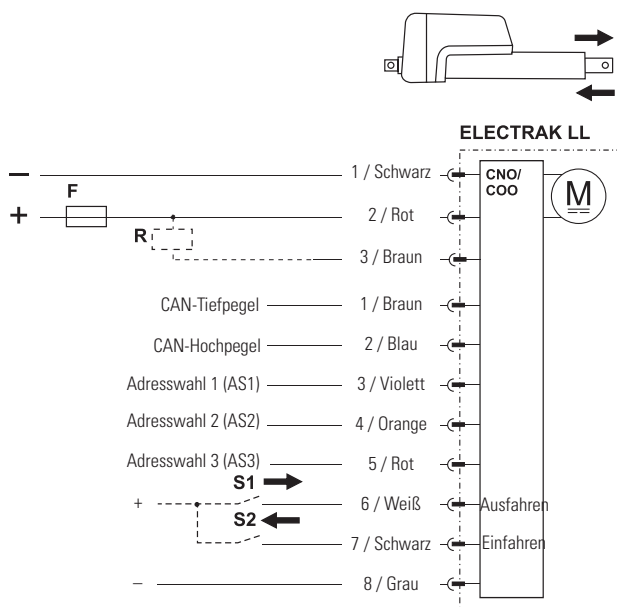 ELECTRAK LL
− 1 / Schwarz CNO/
COO
F
+ 2 / Rot M
R
3 / Braun
CAN-Tiefpegel 1 / Braun
CAN-Hochpegel 2 / Blau
Adresswahl 1 (AS1) 3 / Violett
Adresswahl 2 (AS2) 4 / Orange
Adresswahl 3 (AS3) 5 / Rot
S1
+ 6 / Weiß Ausfahren
S2
7 / Schwarz Einfahren
− 8 / Grau